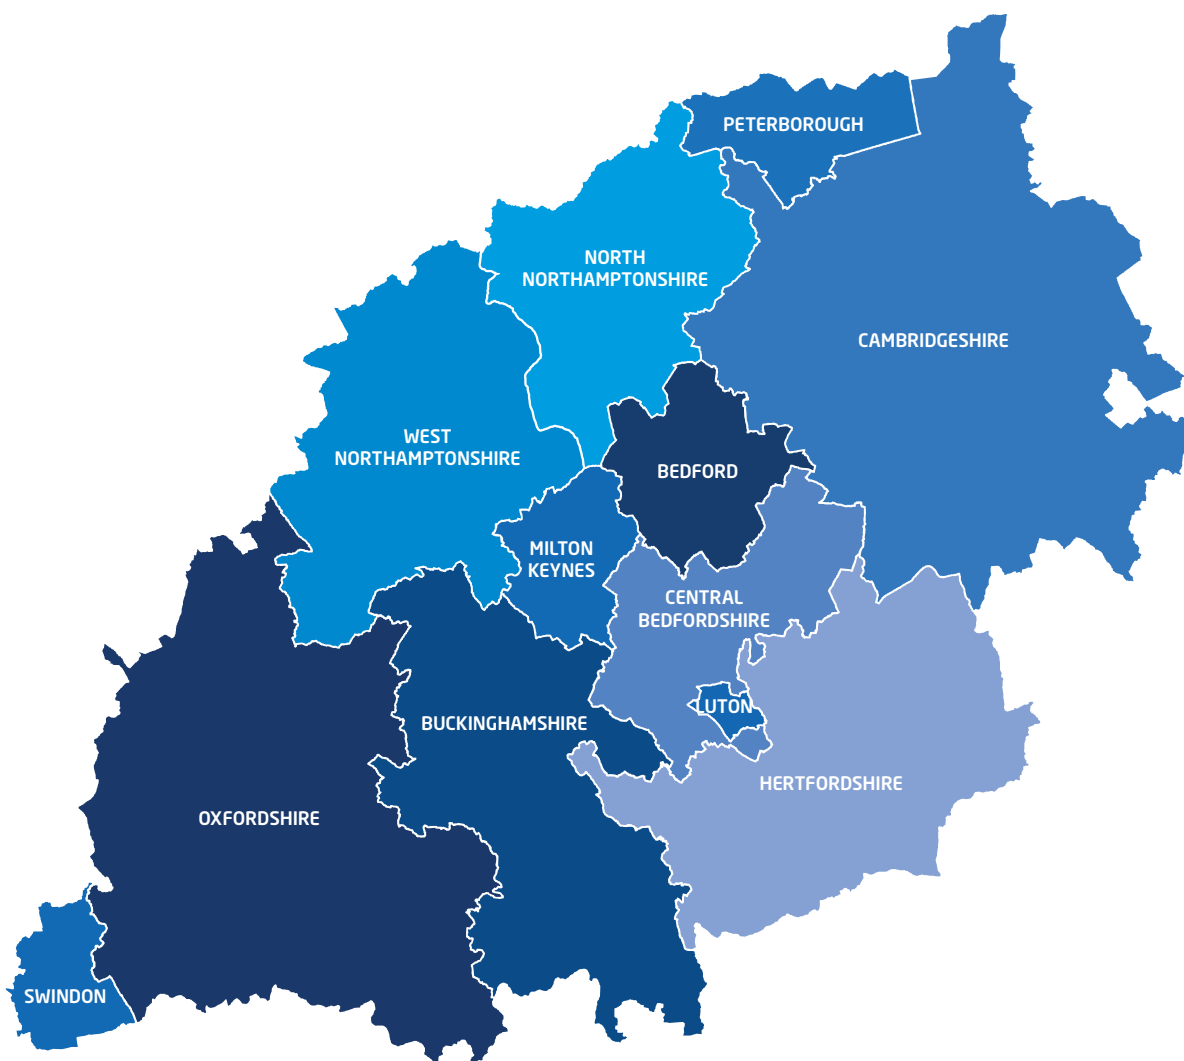 PETERBOROUGH
NORTH
NORTHAMPTONSHIRE
CAMBRIDGESHIRE
WEST
NORTHAMPTONSHIRE
BEDFORD
MILTON
KEYNES
CENTRAL
BEDFORDSHIRE
LUTON
BUCKINGHAMSHIRE
HERTFORDSHIRE
OXFORDSHIRE
SWINDON